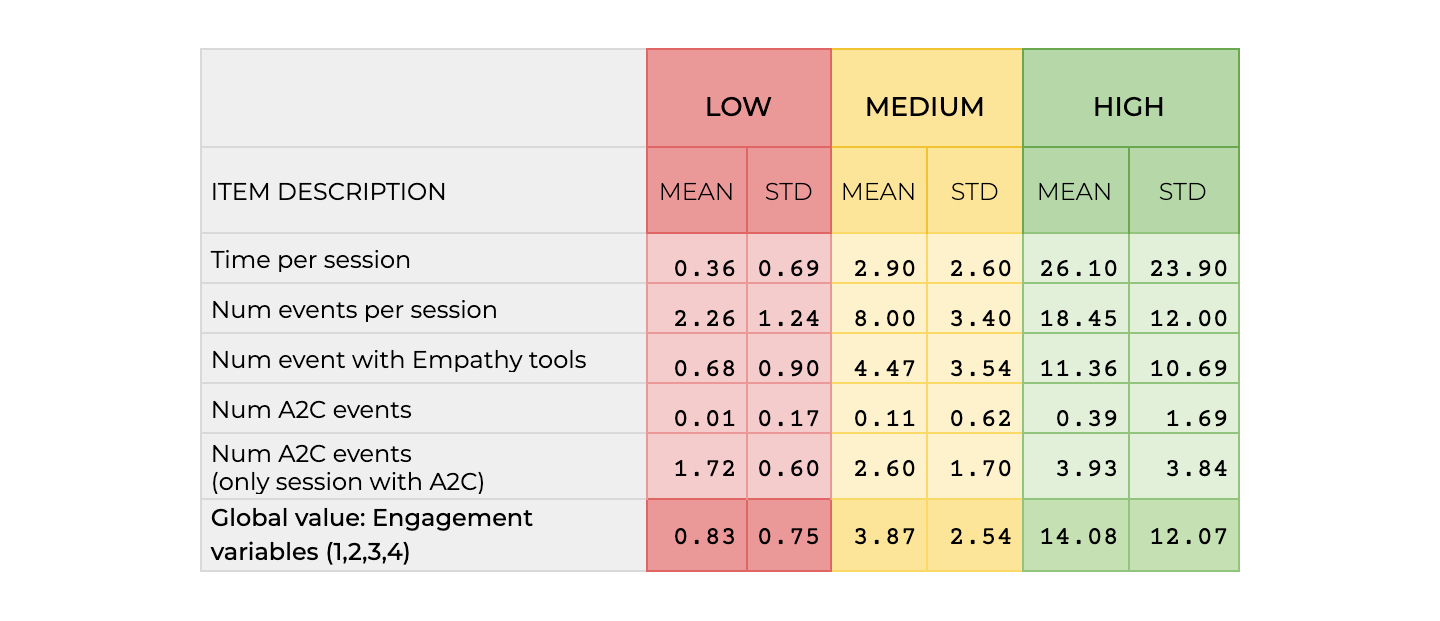 LOW MEDIUM HIGH
ITEM DESCRIPTION MEAN STD MEAN STD MEAN STD
Time per session 0.36 0.69 2.90 2.60 26.10 23.90
Num events per session 2.26 1.24 8.00 3.40 18.45 12.00
Num event with Empathy tools 0.68 0.90 4.47 3.54 11.36 10.69
Num A2C events 0.01 0.17 0.11 0.62 0.39 1.69
Num A2C events
(only session with A2C) 1.72 0.60 2.60 1.70 3.93 3.84
Global value: Engagement
variables (1,2,3,4) 0.83 0.75 3.87 2.54 14.08 12.07